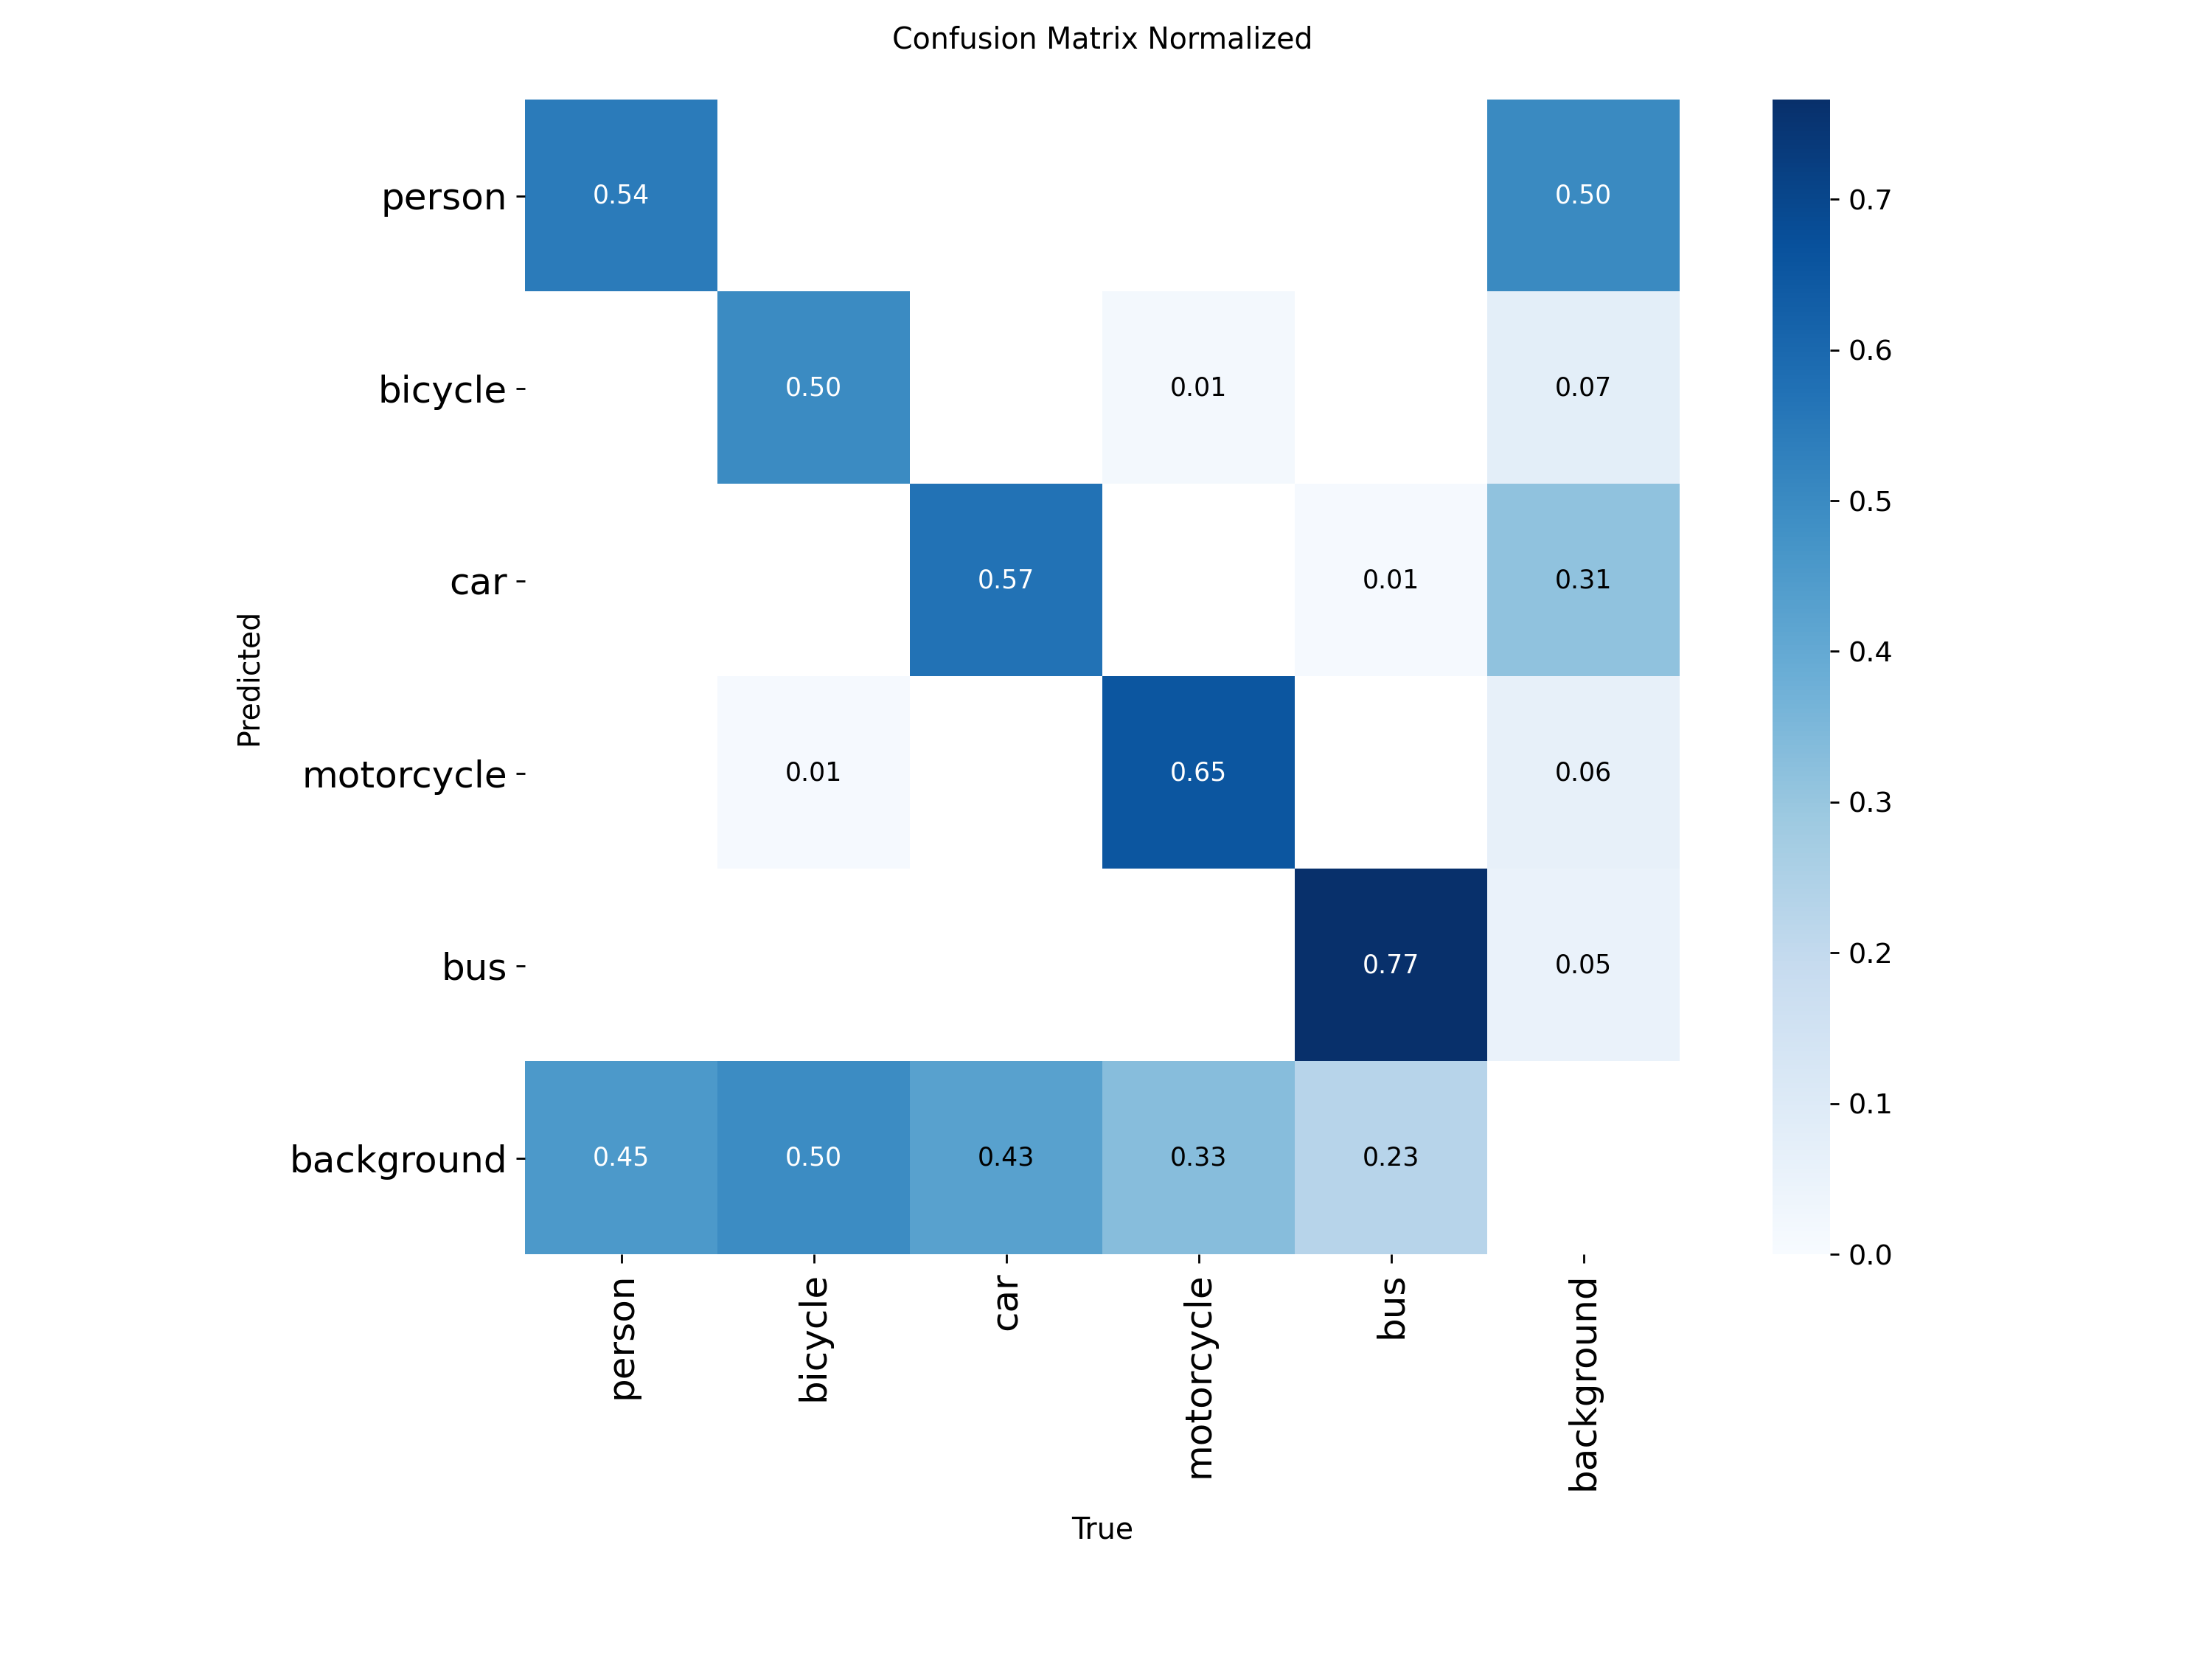 Confusion Matrix Normalized
person
0.54
0.50
bicycle
0.50
0.01
0.07
car
0.57
0.01
0.31
motorcycle
0.01
0.65
0.06
bus
0.77
0.05
background
0.45
0.50
0.43
0.33
0.23
Predicted
person
bicycle
car
motorcycle
bus
background
True
0.7
0.6
0.5
0.4
0.3
0.2
0.1
0.0